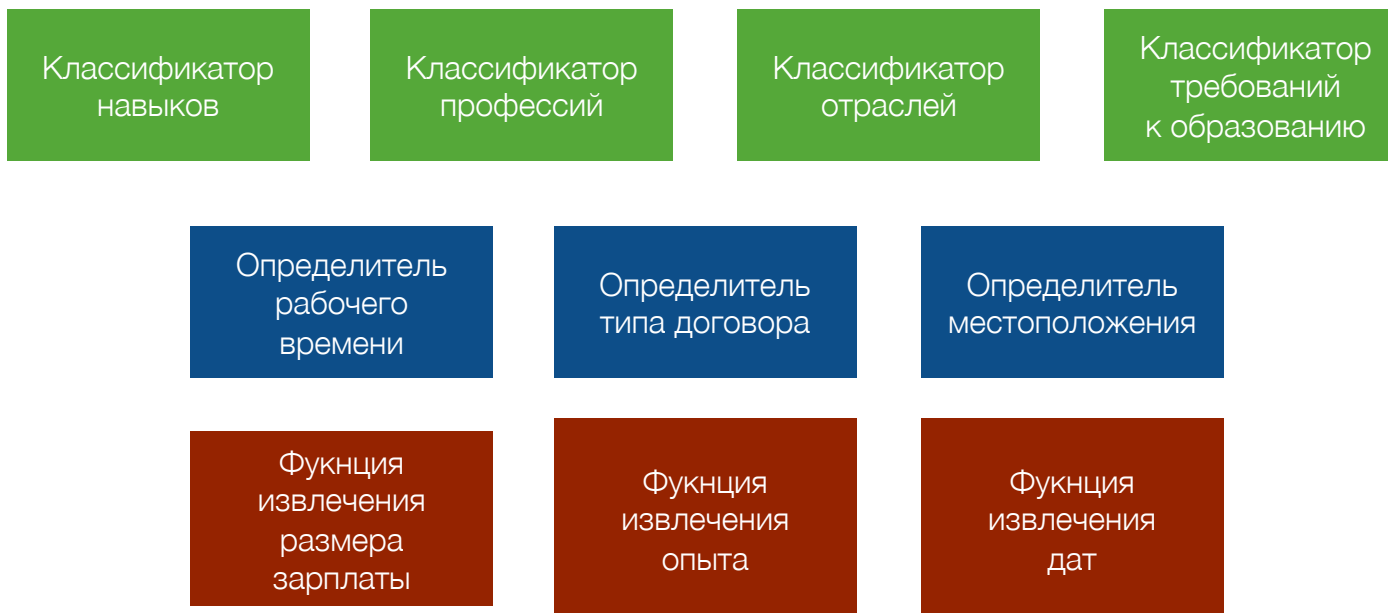 Классификатор
навыков
Классификатор
профессий
Классификатор
отраслей
Классификатор
требований
к образованию
Определитель
рабочего
времени
Определитель
типа договора
Определитель
местоположения
Фукнция
извлечения
размера
зарплаты
Фукнция
извлечения
опыта
Фукнция
извлечения
дат